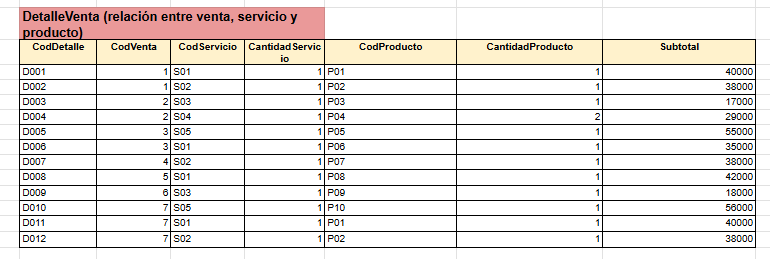 DetalleVenta (relación entre venta, servicio y
producto)
CodDetalle CodVenta CodServicio CantidadServic
io CodProducto CantidadProducto Subtotal
D001 1 S01 1 P01 1 40000
D002 1 S02 1 P02 1 38000
D003 2 S03 1 P03 1 17000
D004 2 S04 1 P04 2 29000
D005 3 S05 1 P05 1 55000
D006 3 S01 1 P06 1 35000
D007 4 S02 1 P07 1 38000
D008 5 S01 1 P08 1 42000
D009 6 S03 1 P09 1 18000
D010 7 S05 1 P10 1 56000
D011 7 S01 1 P01 1 40000
D012 7 S02 1 P02 1 38000